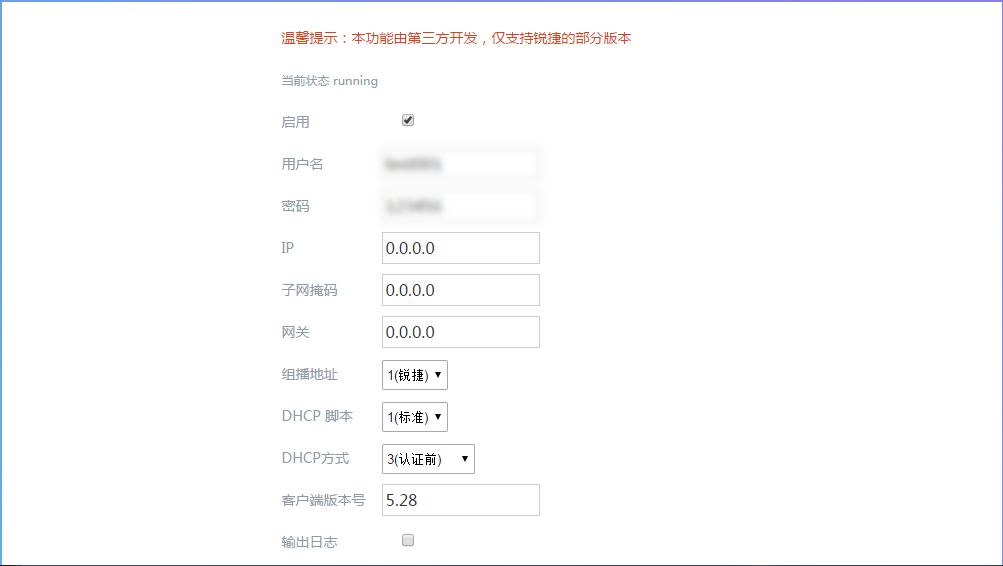 温馨提示：本功能由第三方开发，仅支持锐捷的部分版本
当前状态 running
启用
用户名
密码
IP 0.0.0.0
子网掩码 0.0.0.0
网关 0.0.0.0
组播地址 1(锐捷)
DHCP 脚本 1(标准)
DHCP方式 3(认证前)
客户端版本号 5.28
输出日志